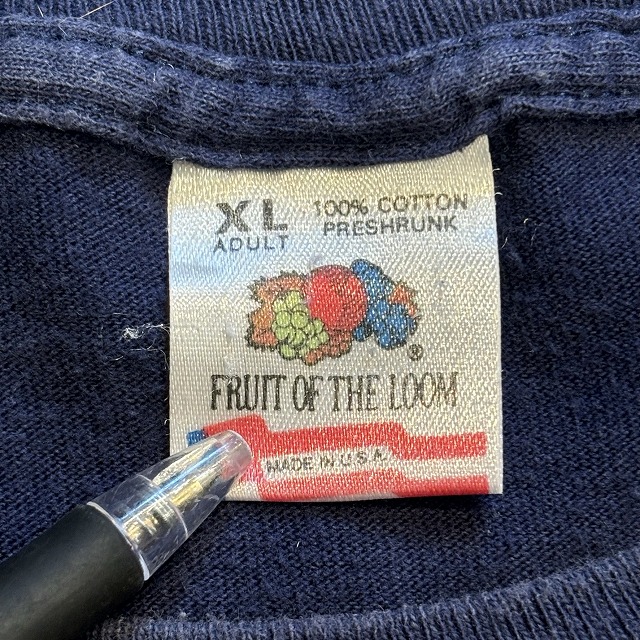 XL
ADULT
100% COTTON
PRESHRUNK
®
FRUIT OF THE LOOM
MADE IN U.S.A.